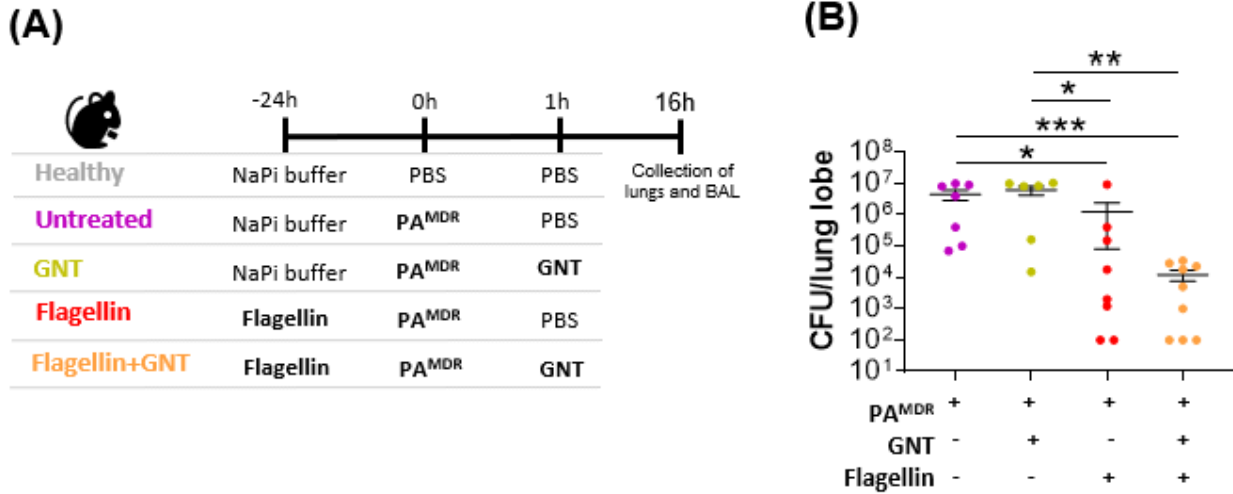 (A)
-24h 0h 1h 16h
Healthy NaPi buffer PBS PBS Collection of
lungs and BAL
Untreated NaPi buffer PA^MDR PBS
GNT NaPi buffer PA^MDR GNT
Flagellin Flagellin PA^MDR PBS
Flagellin+GNT Flagellin PA^MDR GNT
(B)
**
*
***
*
CFU/lung lobe
10^8
10^7
10^6
10^5
10^4
10^3
10^2
10^1
PA^MDR + + + +
GNT - + - +
Flagellin - - + +